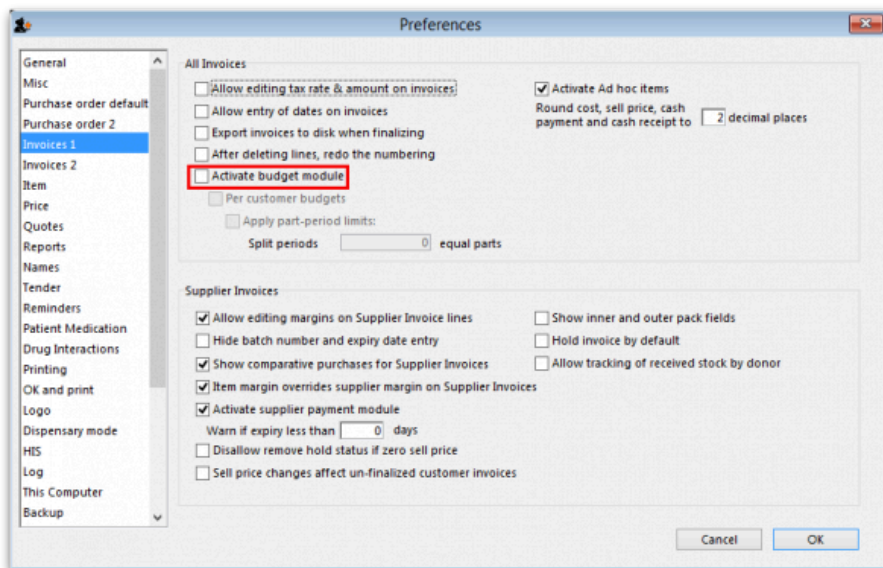 Preferences
General
Misc
Purchase order default
Purchase order 2
Invoices 1
Invoices 2
Item
Price
Quotes
Reports
Names
Tender
Reminders
Patient Medication
Drug Interactions
Printing
OK and print
Logo
Dispensary mode
HIS
Log
This Computer
Backup
All Invoices
Allow editing tax rate & amount on invoices
Allow entry of dates on invoices
Export invoices to disk when finalizing
After deleting lines, redo the numbering
Activate budget module
Per customer budgets
Apply part-period limits:
Split periods 0 equal parts
Activate Ad hoc items
Round cost, sell price, cash
payment and cash receipt to 2 decimal places
Supplier Invoices
Allow editing margins on Supplier Invoice lines
Hide batch number and expiry date entry
Show comparative purchases for Supplier Invoices
Item margin overrides supplier margin on Supplier Invoices
Activate supplier payment module
Warn if expiry less than 0 days
Disallow remove hold status if zero sell price
Sell price changes affect un-finalized customer invoices
Show inner and outer pack fields
Hold invoice by default
Allow tracking of received stock by donor
Cancel
OK